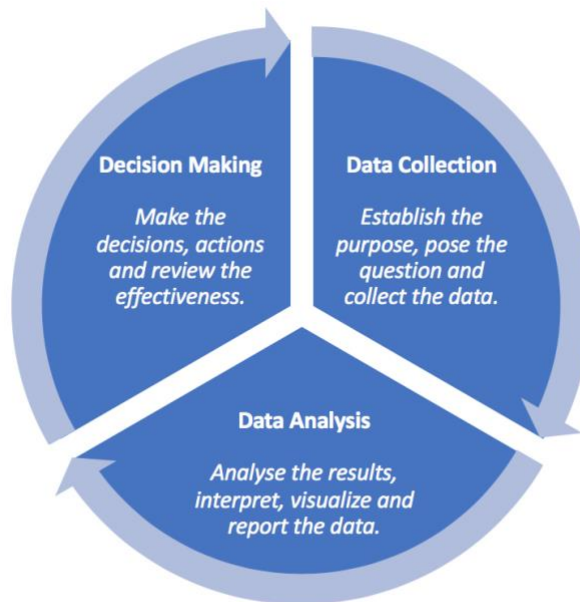 Decision Making
Make the
decisions, actions
and review the
effectiveness.
Data Collection
Establish the
purpose, pose the
question and
collect the data.
Data Analysis
Analyse the results,
interpret, visualize and
report the data.